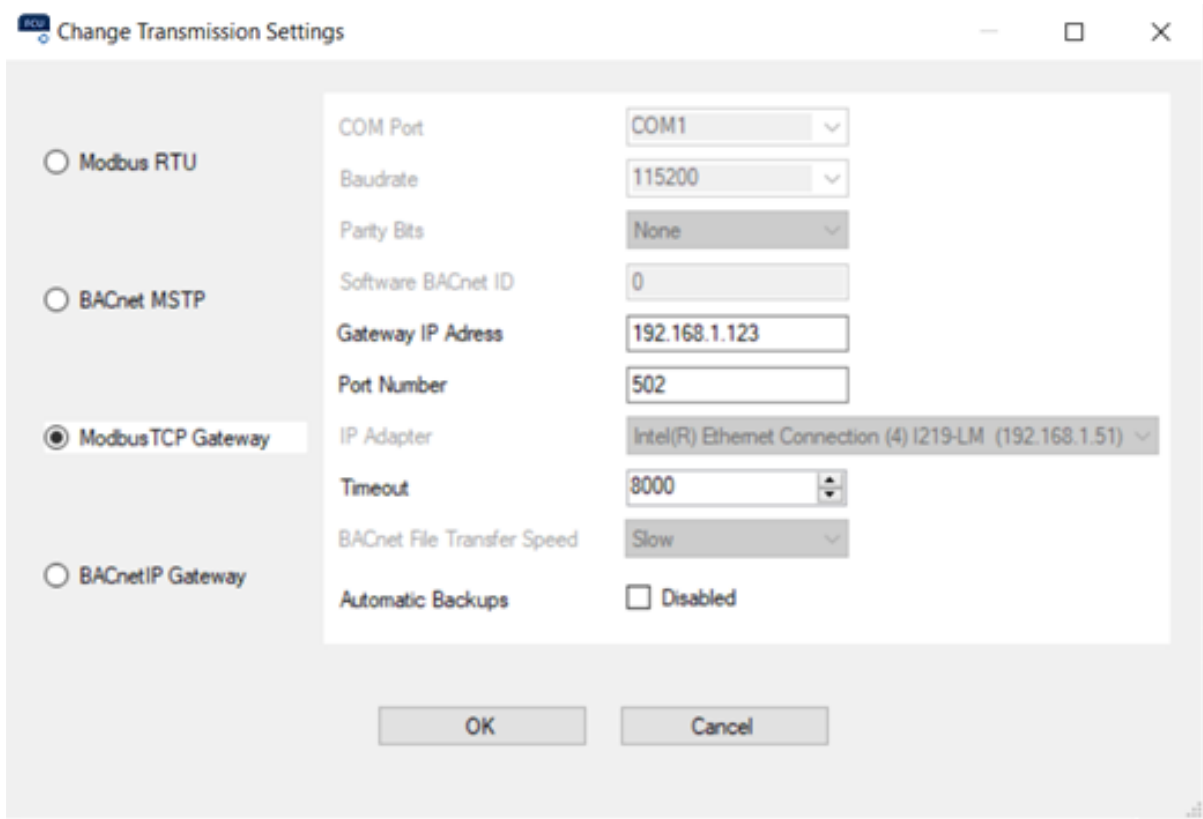 FCU
Change Transmission Settings
Modbus RTU
BACnet MSTP
ModbusTCP Gateway
BACnetIP Gateway
COM Port COM1
Baudrate 115200
Parity Bits None
Software BACnet ID 0
Gateway IP Adress 192.168.1.123
Port Number 502
IP Adapter Intel(R) Ethernet Connection (4) I219-LM (192.168.1.51)
Timeout 8000
BACnet File Transfer Speed Slow
Automatic Backups Disabled
OK Cancel